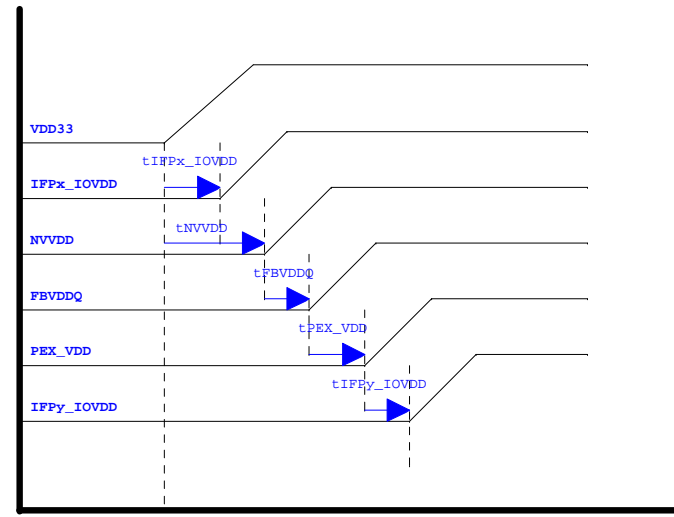 VDD33
tIFPx_IOVDD
IFPx_IOVDD
tNVVDD
NVVDD
tFBVDDQ
FBVDDQ
tPEX_VDD
PEX_VDD
tIFPy_IOVDD
IFPy_IOVDD